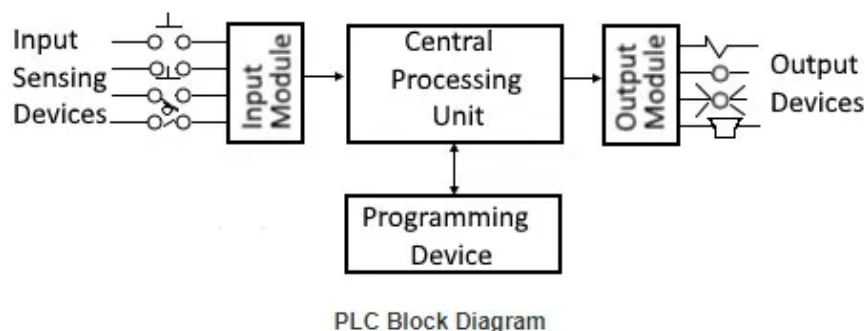 Input
Sensing
Devices
Input
Module
Central
Processing
Unit
Output
Module
Output
Devices
Programming
Device
PLC Block Diagram